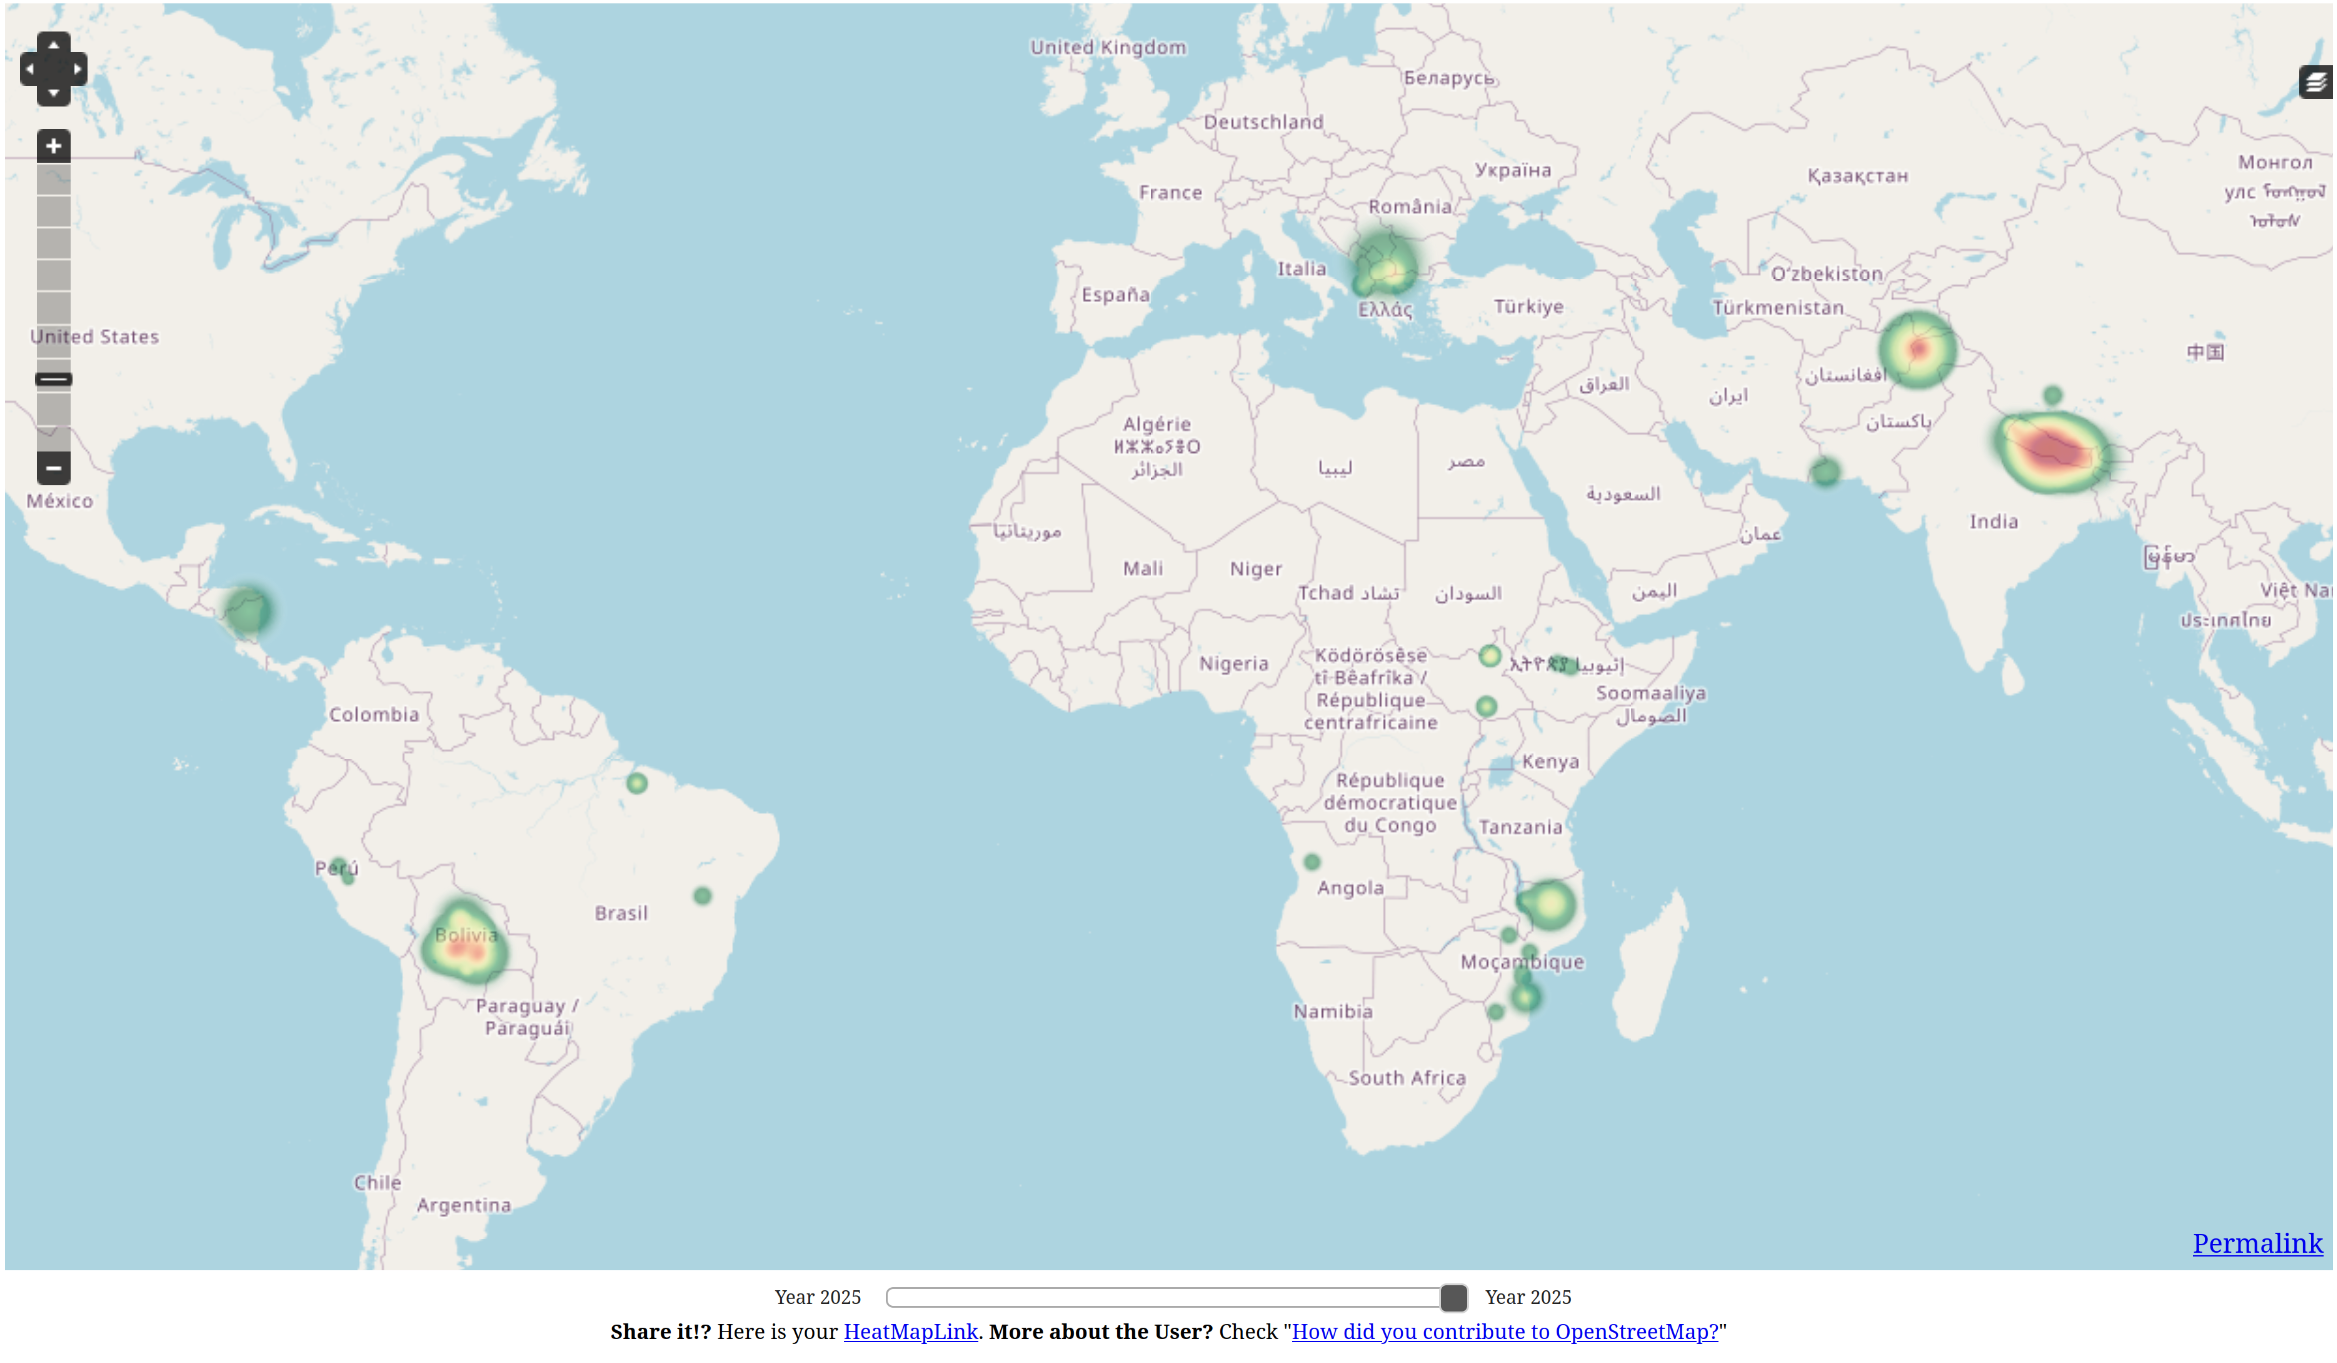 United Kingdom
Беларусь
Deutschland
Україна
Монгол
улс
Қазақстан
France
România
Italia
España
Ελλάς
Türkiye
Oʻzbekiston
Türkmenistan
United States
中国
افغانستان
العراق
ایران
پاکستان
Algérie
ⵍⵣⵣⴰⵢⴻⵔ
الجزائر
ليبيا
مصر
السعودية
México
India
موريتانيا
عمان
မြန်မာ
Mali
Niger
Tchad تشاد
السودان
اليمن
Việt Na
ประเทศไทย
Nigeria
Ködörösêse
tî Bêafrîka /
République
centrafricaine
ኢትዮጵያ إثيوبيا
Soomaaliya
الصومال
Colombia
Kenya
République
démocratique
du Congo
Tanzania
Perú
Angola
Brasil
Bolivia
Moçambique
Paraguay /
Paraguái
Namibia
South Africa
Chile
Argentina
Permalink
Year 2025 Year 2025
Share it!? Here is your HeatMapLink. More about the User? Check "How did you contribute to OpenStreetMap?"